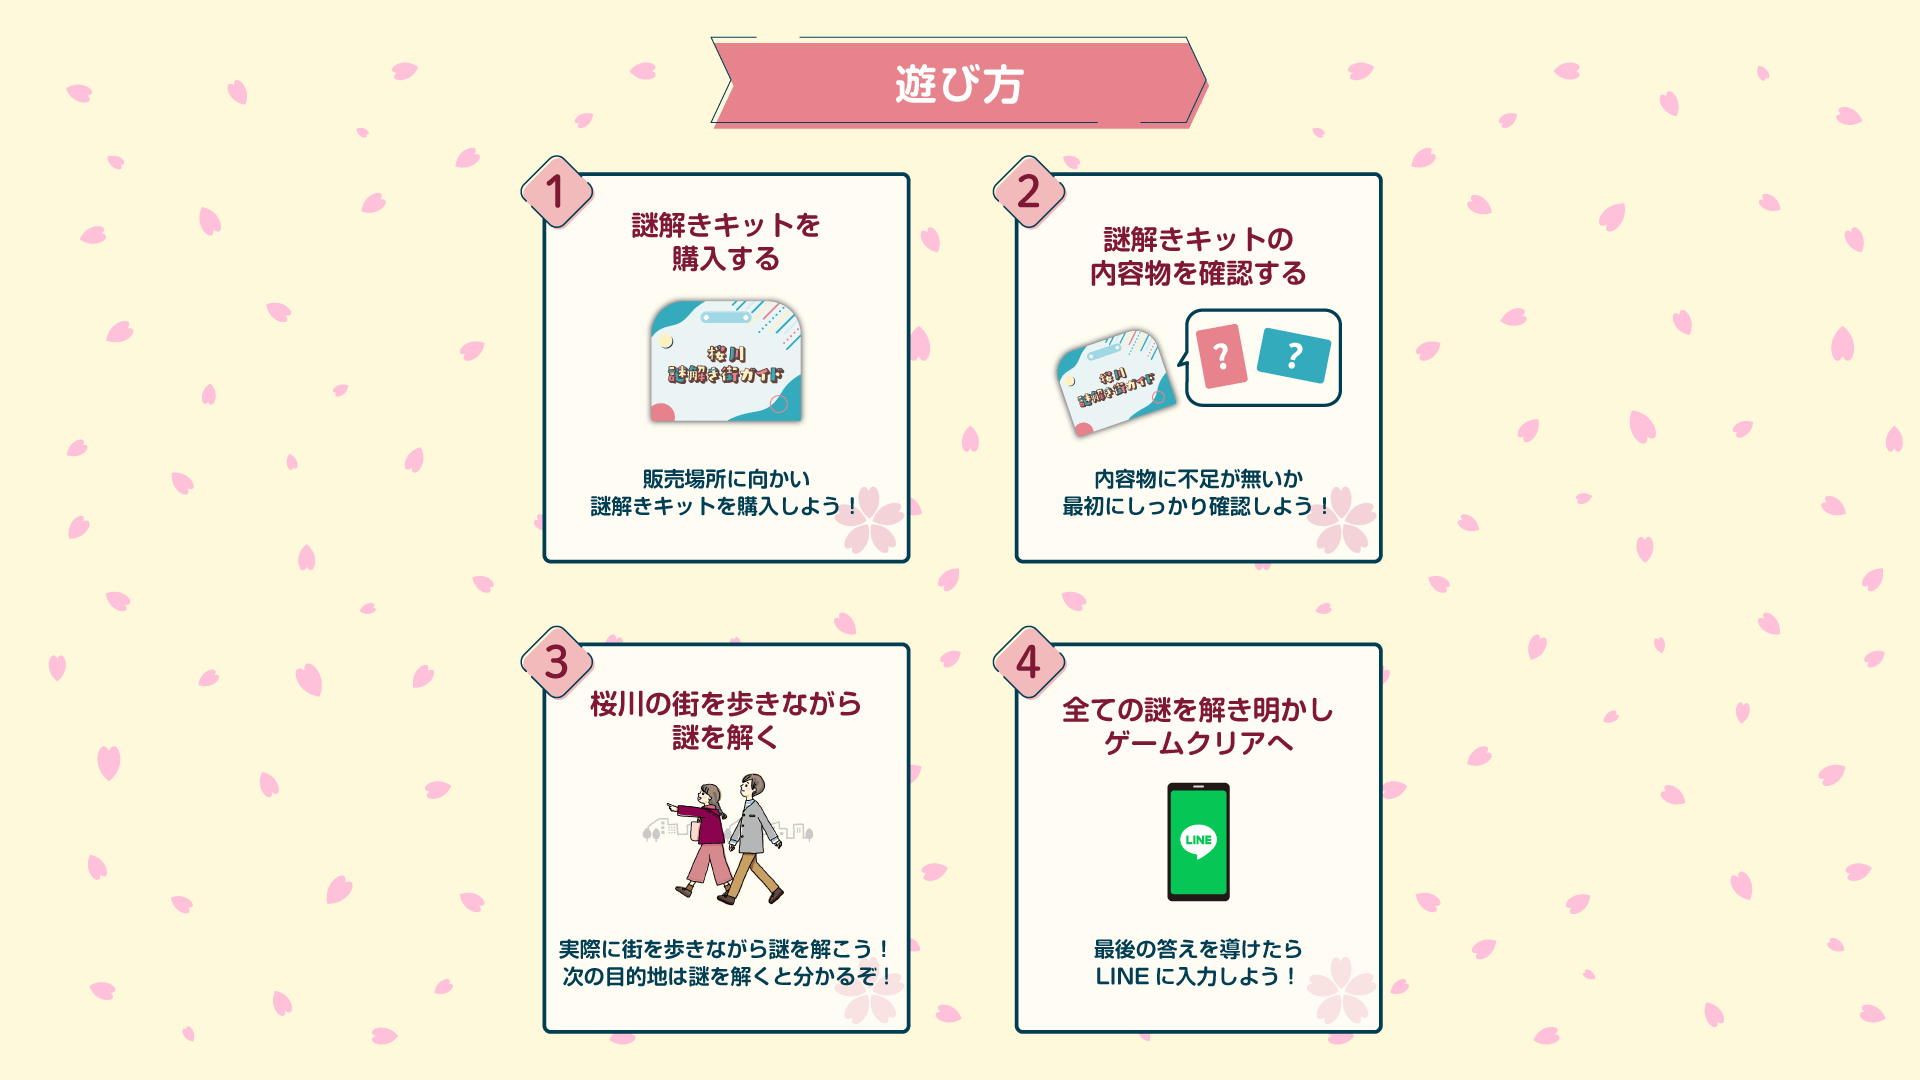 遊び方
1
謎解きキットを
購入する
桜川
謎解き街ガイド
販売場所に向かい
謎解きキットを購入しよう！
2
謎解きキットの
内容物を確認する
桜川
謎解き街ガイド
?
?
内容物に不足が無いか
最初にしっかり確認しよう！
3
桜川の街を歩きながら
謎を解く
実際に街を歩きながら謎を解こう！
次の目的地は謎を解くと分かるぞ！
4
全ての謎を解き明かし
ゲームクリアへ
LINE
最後の答えを導けたら
LINE に入力しよう！